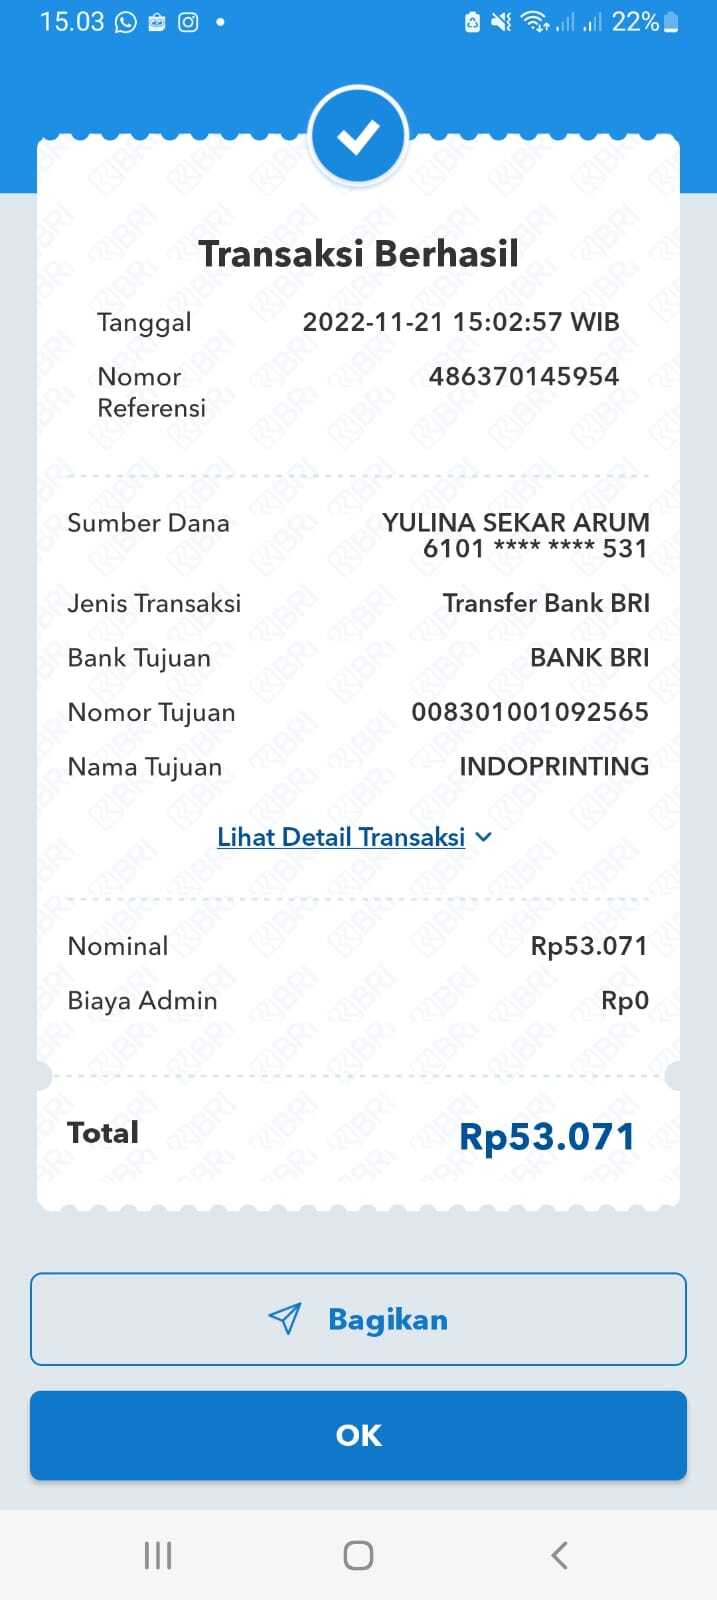 15.03 22%
Transaksi Berhasil
Tanggal 2022-11-21 15:02:57 WIB
Nomor Referensi 486370145954
Sumber Dana YULINA SEKAR ARUM
6101 **** **** 531
Jenis Transaksi Transfer Bank BRI
Bank Tujuan BANK BRI
Nomor Tujuan 008301001092565
Nama Tujuan INDOPRINTING
Lihat Detail Transaksi
Nominal Rp53.071
Biaya Admin Rp0
Total Rp53.071
Bagikan
OK